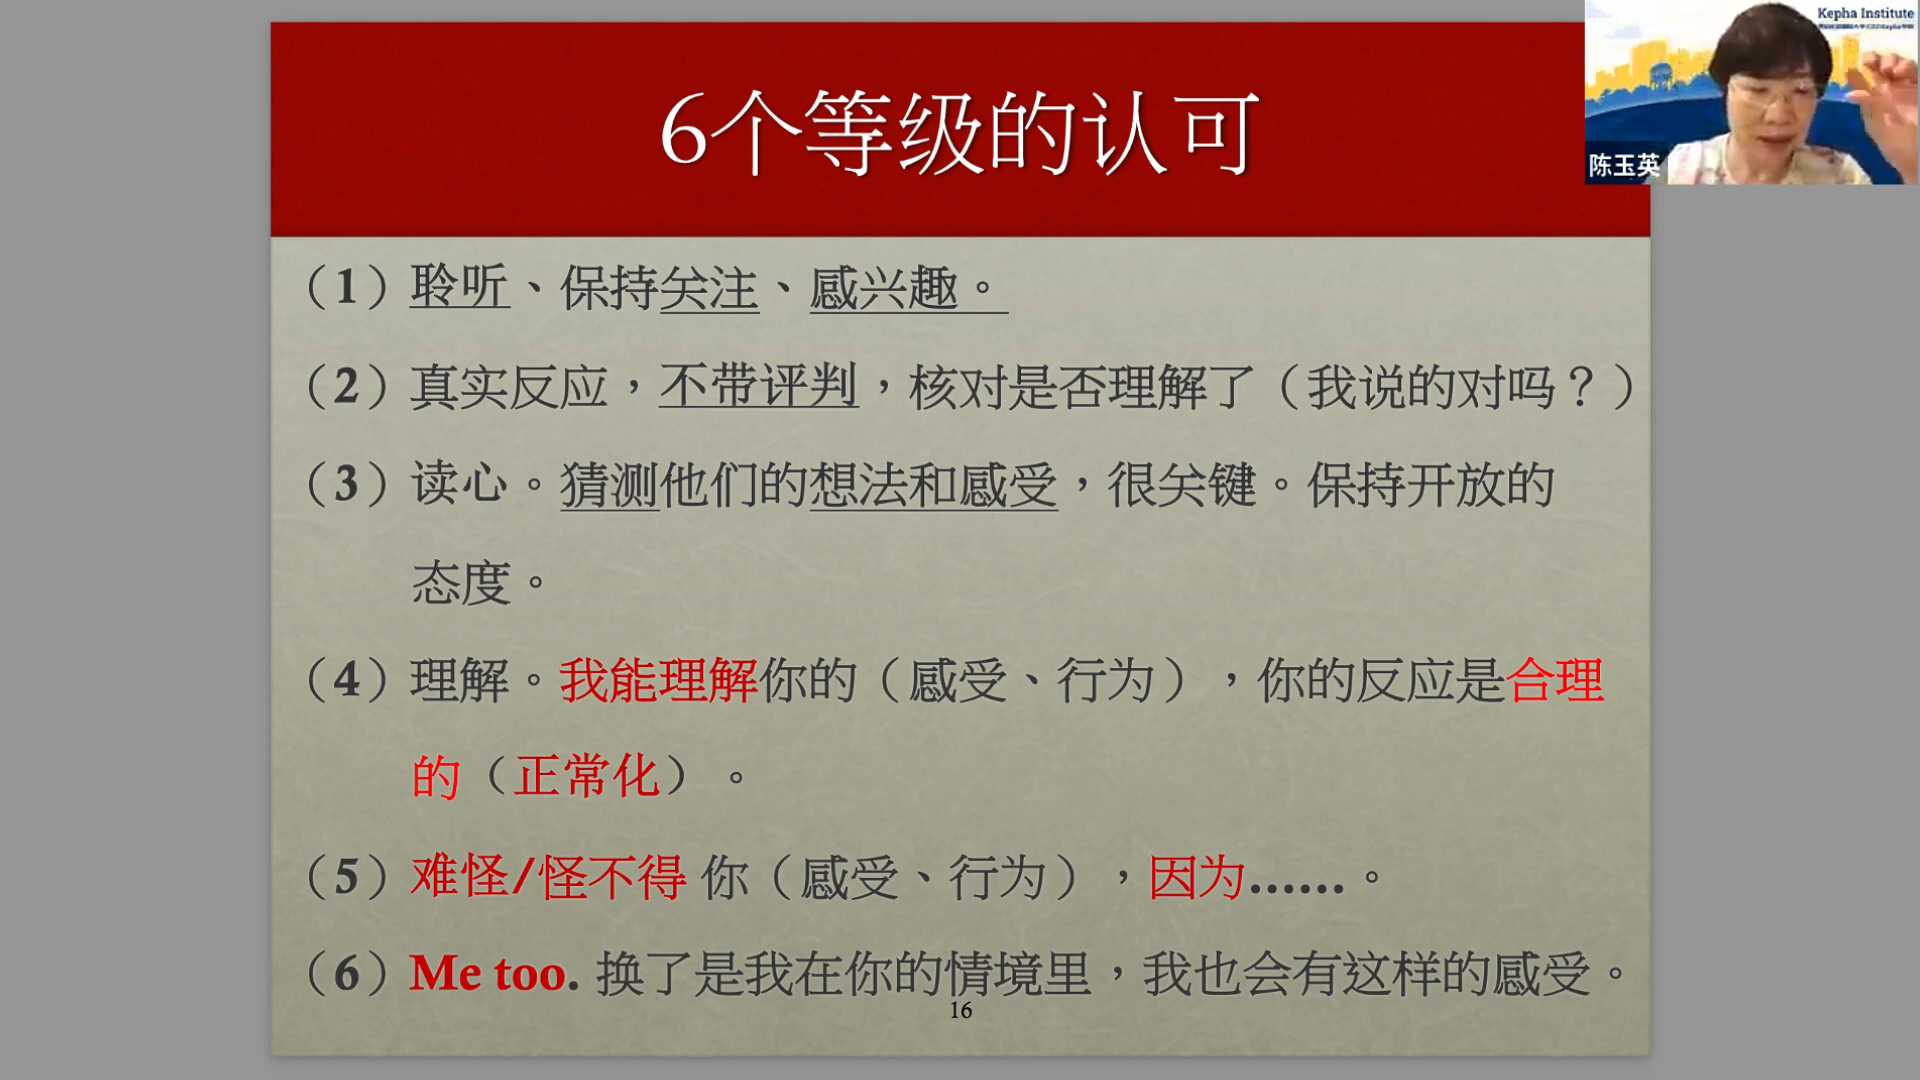 6个等级的认可
Kepha Institute
陈玉英
（1）聆听、保持关注、感兴趣。
（2）真实反应，不带评判，核对是否理解了（我说的对吗？）
（3）读心。猜测他们的想法和感受，很关键。保持开放的
态度。
（4）理解。我能理解你的（感受、行为），你的反应是合理
的（正常化）。
（5）难怪/怪不得 你（感受、行为），因为……。
（6）Me too. 换了是我在你的情境里，我也会有这样的感受。
16